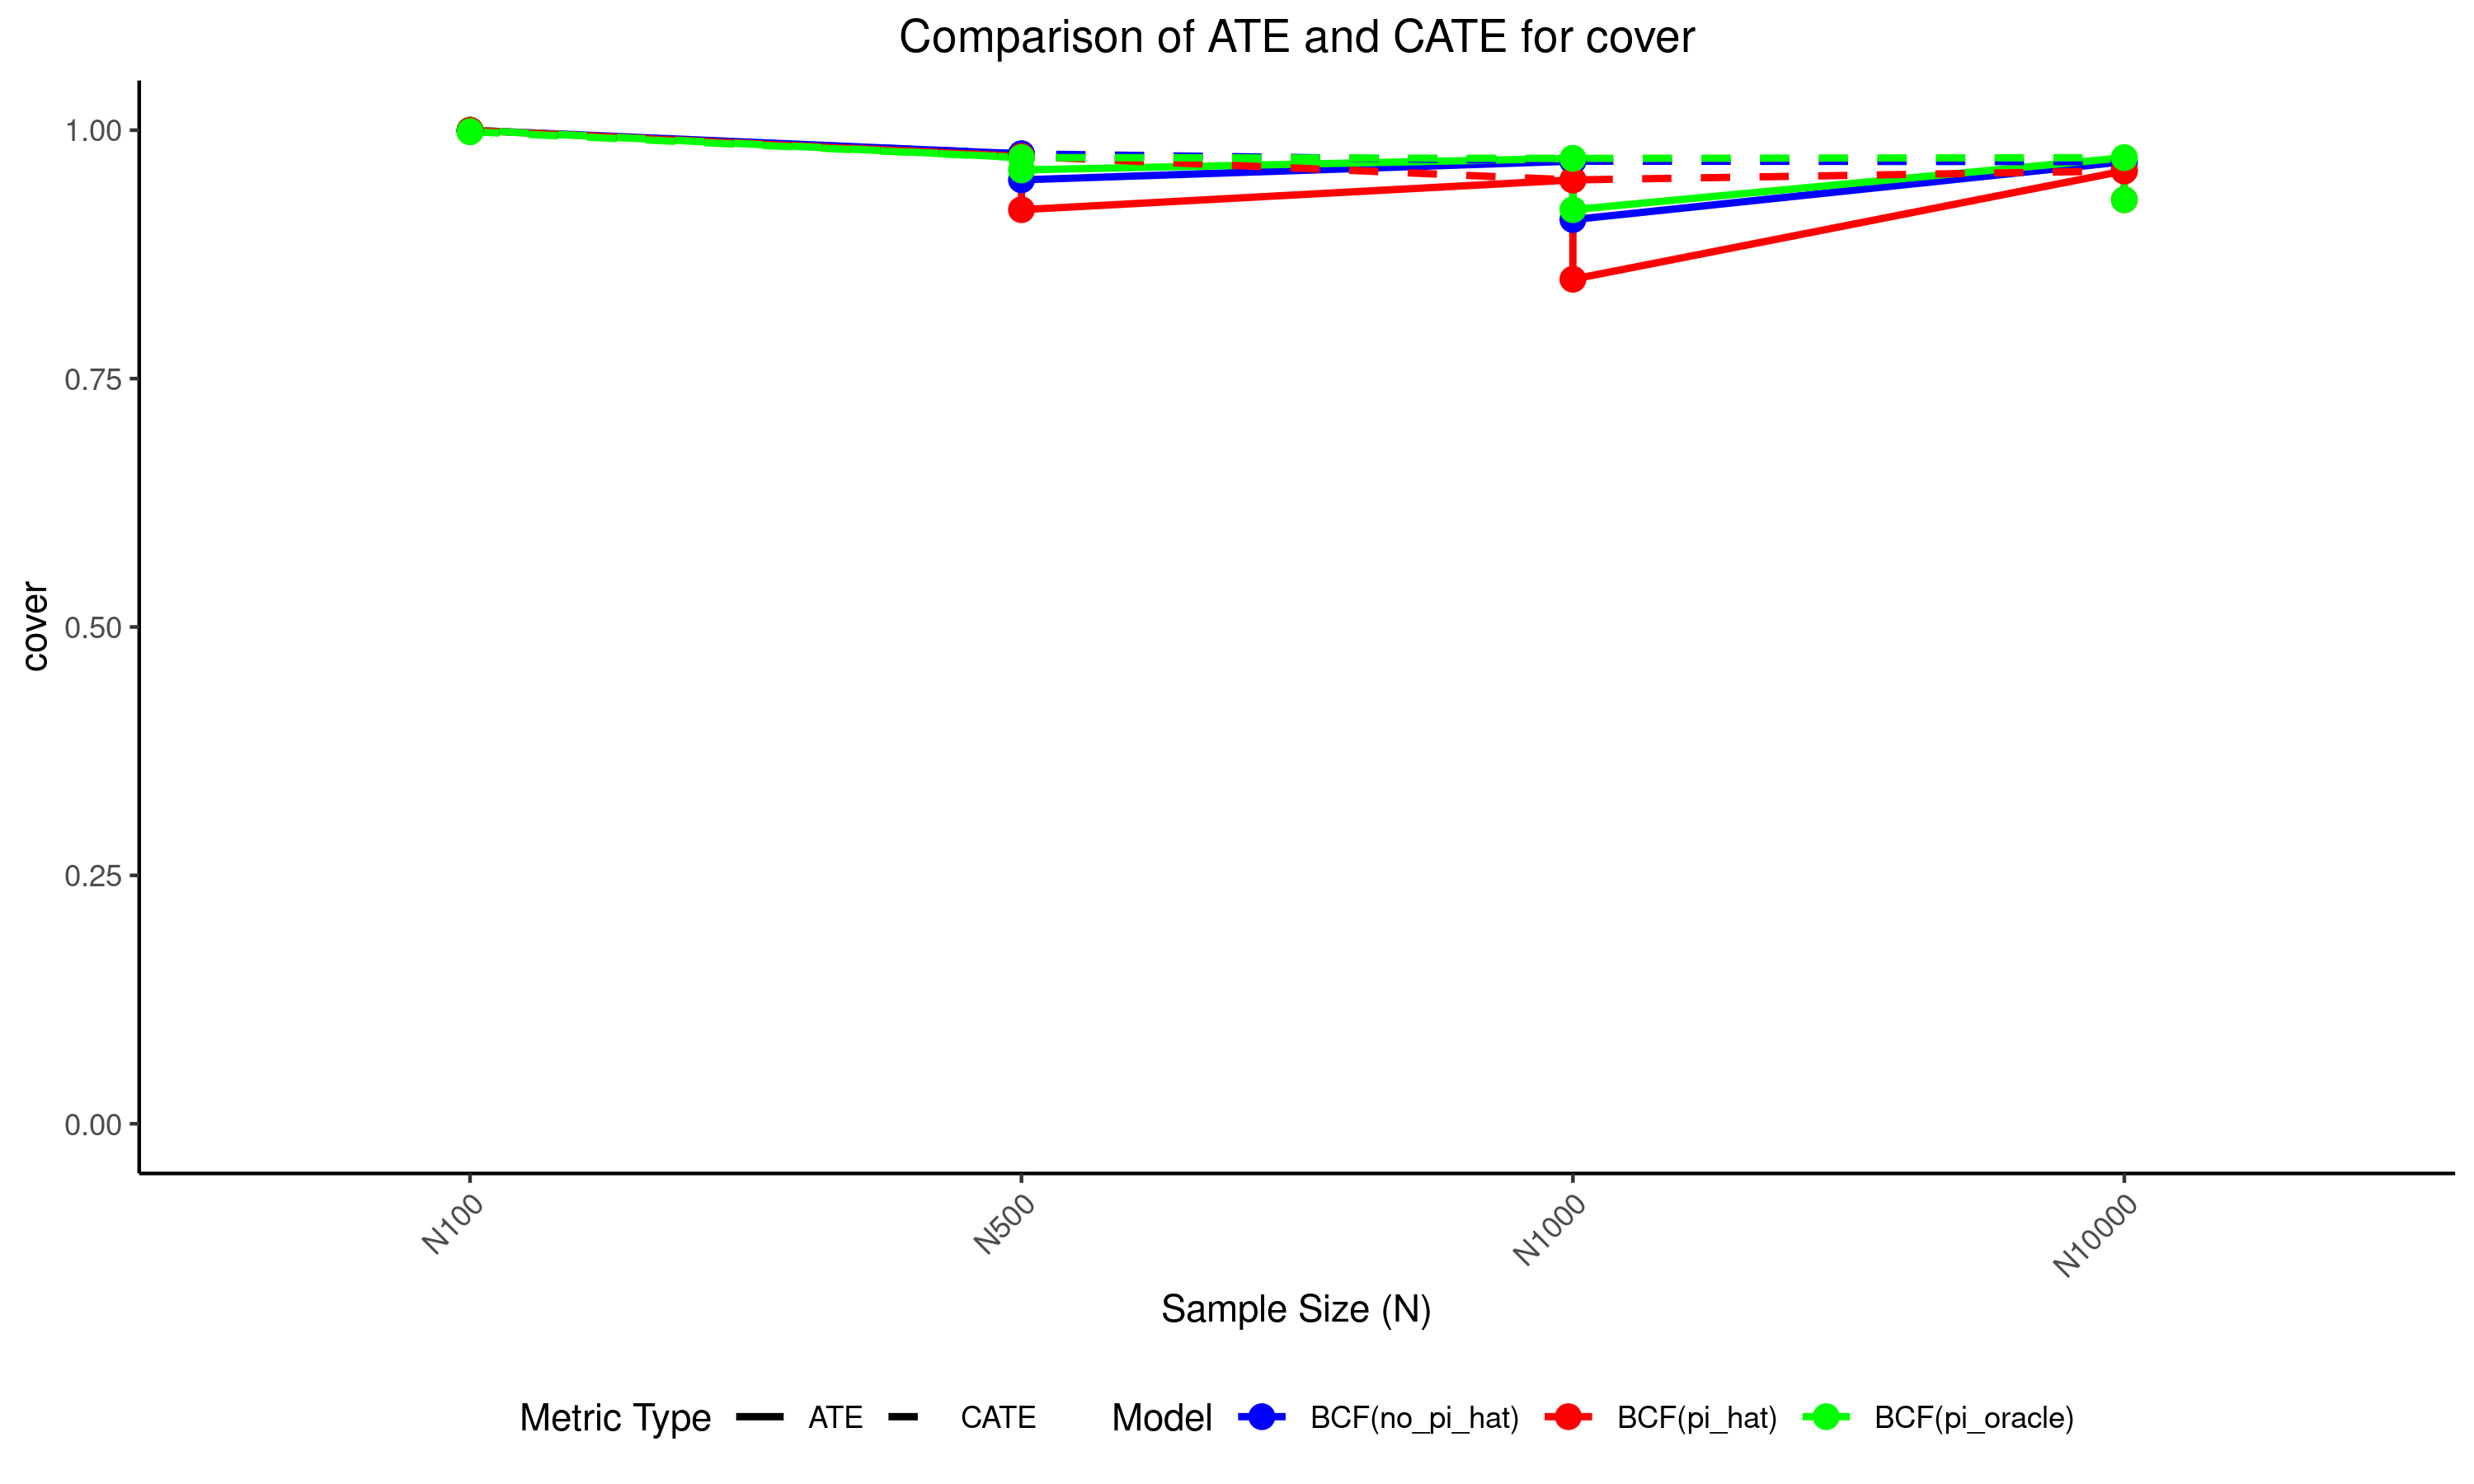 Comparison of ATE and CATE for cover
cover
1.00
0.75
0.50
0.25
0.00
N100
N500
N1000
N10000
Sample Size (N)
Metric Type ATE CATE Model BCF(no_pi_hat) BCF(pi_hat) BCF(pi_oracle)